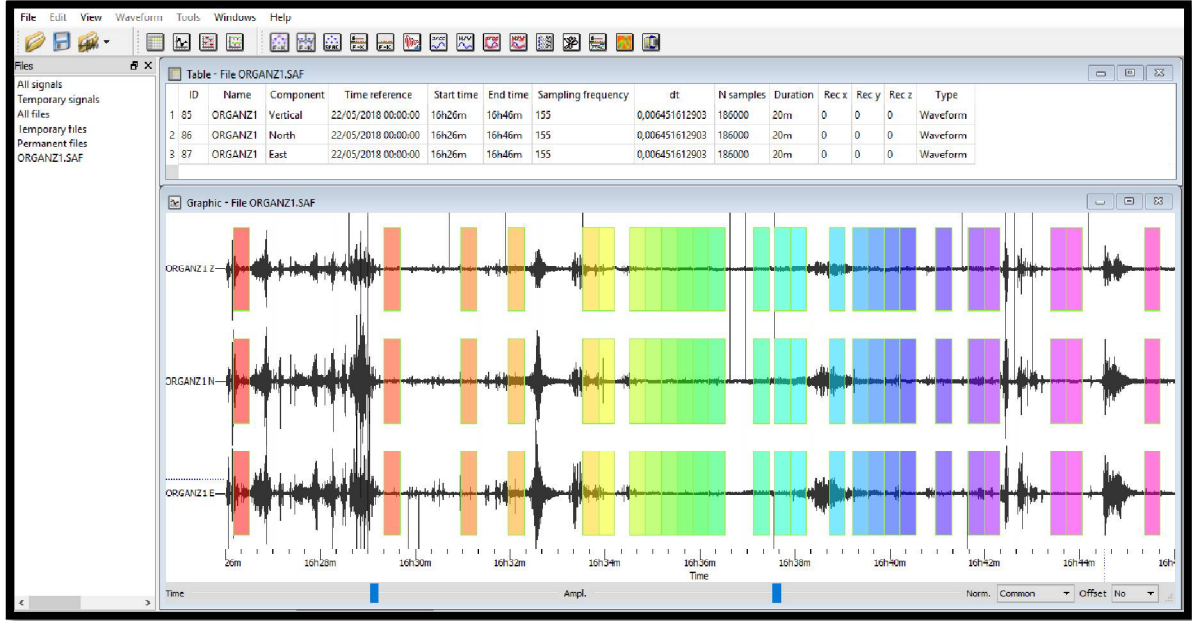 File Edit View Waveform Tools Windows Help
Files
All signals
Temporary signals
All files
Temporary files
Permanent files
ORGANZ1.SAF
Table - File ORGANZ1.SAF
ID Name Component Time reference Start time End time Sampling frequency dt N samples Duration Rec x Rec y Rec z Type
1 85 ORGANZ1 Vertical 22/05/2018 00:00:00 16h26m 16h46m 155 0,006451612903 186000 20m 0 0 0 Waveform
2 86 ORGANZ1 North 22/05/2018 00:00:00 16h26m 16h46m 155 0,006451612903 186000 20m 0 0 0 Waveform
3 87 ORGANZ1 East 22/05/2018 00:00:00 16h26m 16h46m 155 0,006451612903 186000 20m 0 0 0 Waveform
Graphic - File ORGANZ1.SAF
ORGANZ1 Z
ORGANZ1 N
ORGANZ1 E
26m 16h28m 16h30m 16h32m 16h34m 16h36m 16h38m 16h40m 16h42m 16h44m 16h
Time
Time Ampl. Norm. Common Offset No